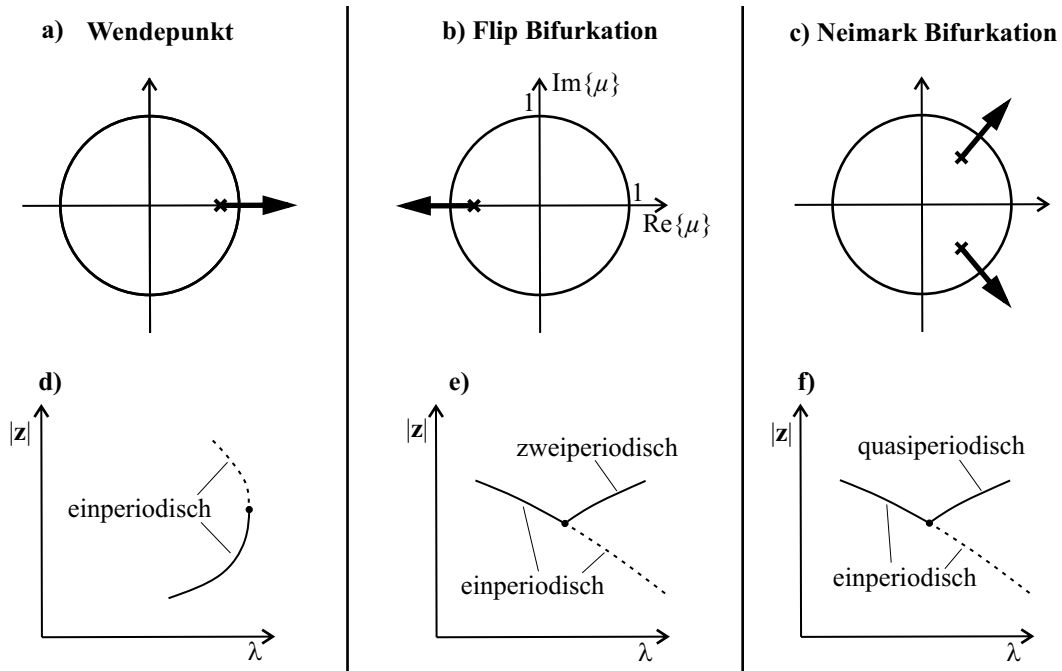 a) Wendepunkt
b) Flip Bifurkation
c) Neimark Bifurkation
Im{μ}
1
1
Re{μ}
d)
|z|
einperiodisch
λ
e)
|z|
zweiperiodisch
einperiodisch
λ
f)
|z|
quasiperiodisch
einperiodisch
λ